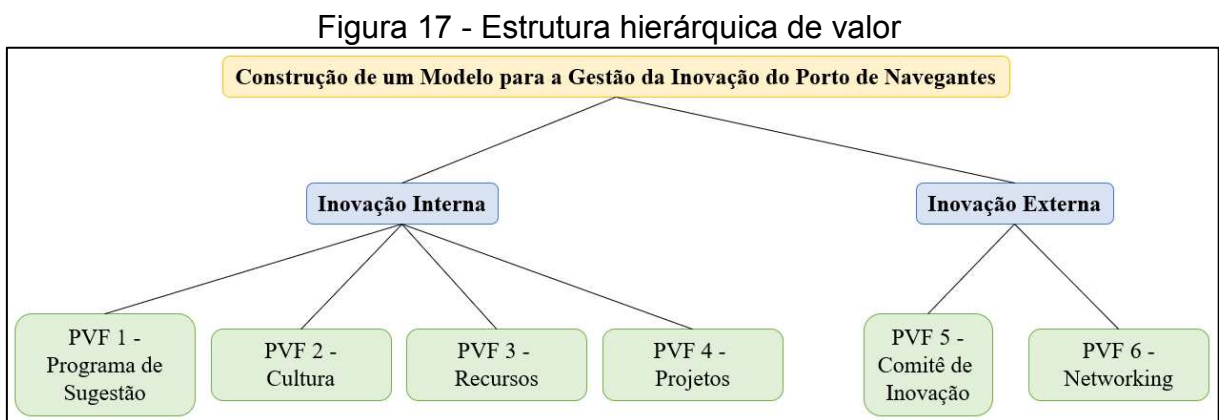 Figura 17 - Estrutura hierárquica de valor
Construção de um Modelo para a Gestão da Inovação do Porto de Navegantes
Inovação Interna
Inovação Externa
PVF 1 -
Programa de
Sugestão
PVF 2 -
Cultura
PVF 3 -
Recursos
PVF 4 -
Projetos
PVF 5 -
Comitê de
Inovação
PVF 6 -
Networking